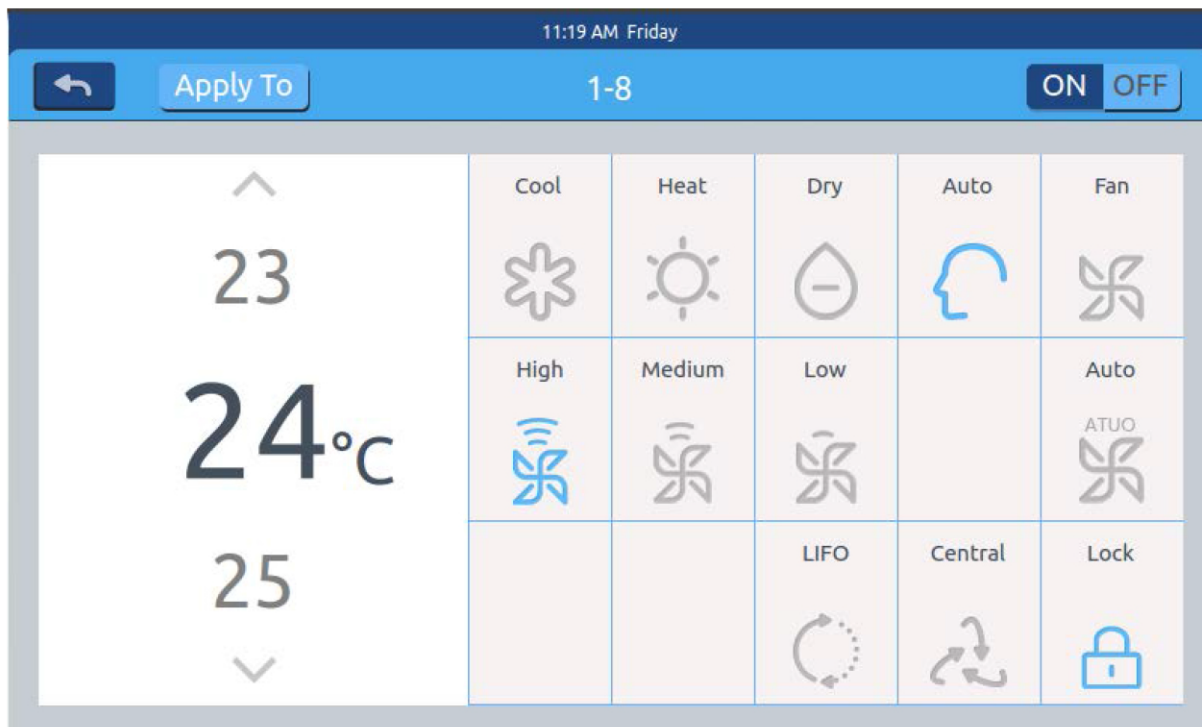 11:19 AM Friday
Apply To
1-8
ON OFF
23
24°C
25
Cool Heat Dry Auto Fan
High Medium Low Auto
ATUO
LIFO Central Lock